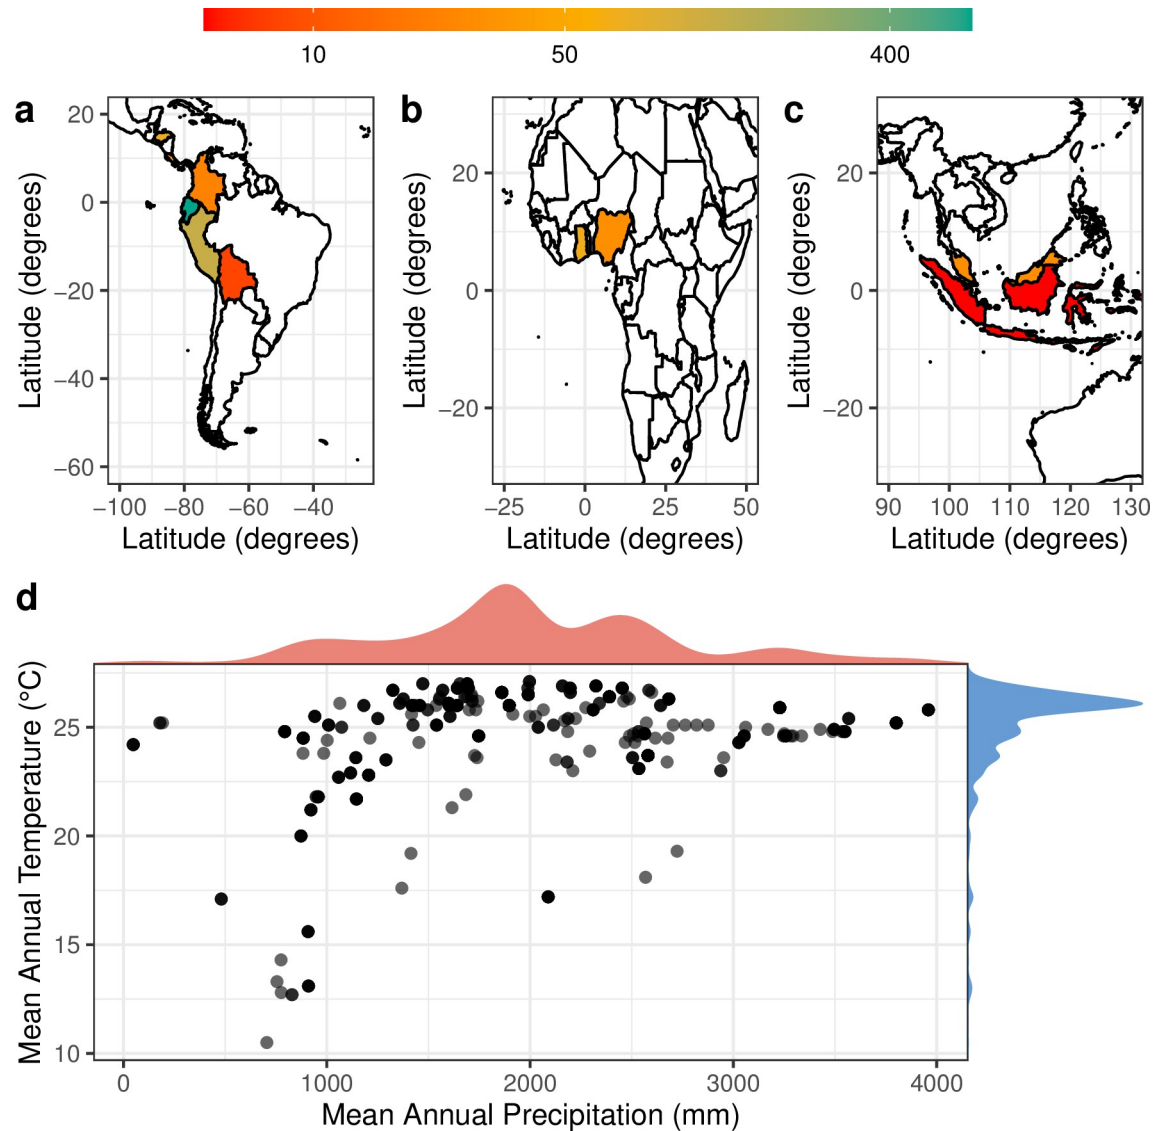 10 50 400
a b c
20
0
−20
−40
−60
Latitude (degrees)
−100 −80 −60 −40
Latitude (degrees)
20
0
−20
Latitude (degrees)
−25 0 25 50
Latitude (degrees)
20
0
−20
Latitude (degrees)
90 100 110 120 130
Latitude (degrees)
d
25
20
15
10
Mean Annual Temperature (°C)
0 1000 2000 3000 4000
Mean Annual Precipitation (mm)